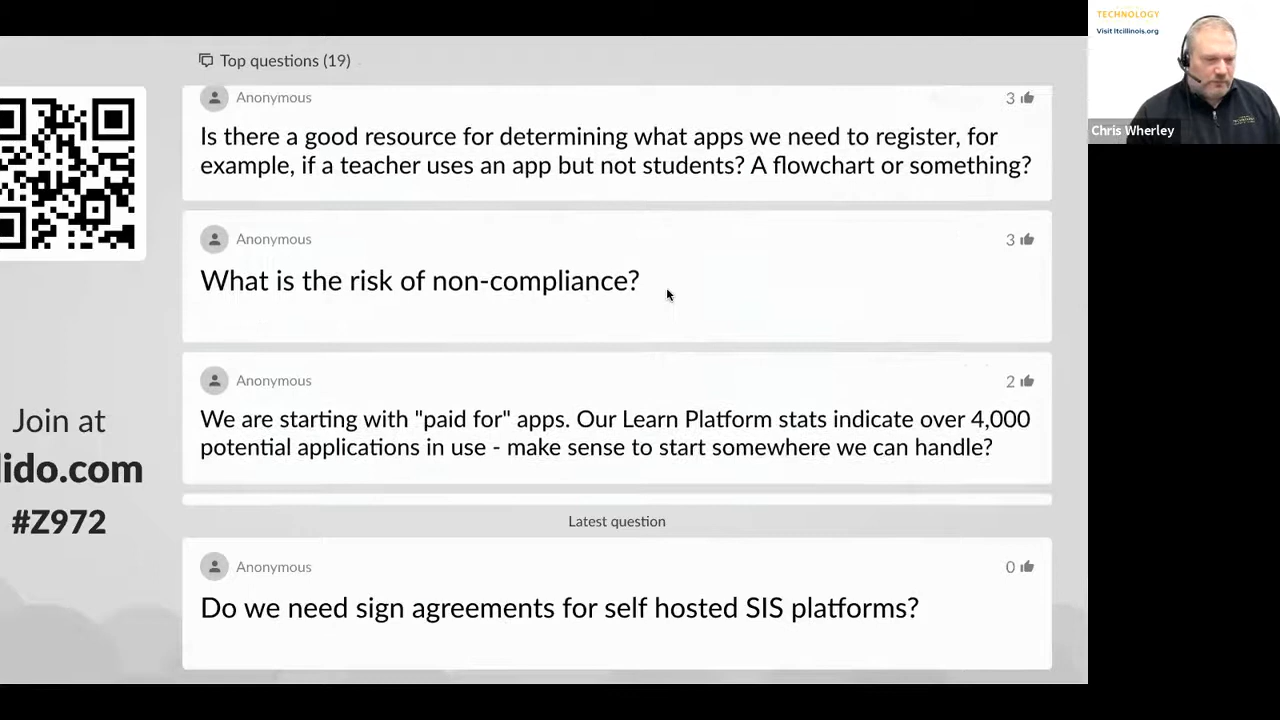 Top questions (19)
Anonymous
3
Is there a good resource for determining what apps we need to register, for
example, if a teacher uses an app but not students? A flowchart or something?
Anonymous
3
What is the risk of non-compliance?
Anonymous
2
We are starting with "paid for" apps. Our Learn Platform stats indicate over 4,000
potential applications in use - make sense to start somewhere we can handle?
Latest question
Anonymous
0
Do we need sign agreements for self hosted SIS platforms?
Join at
lido.com
#Z972
TECHNOLOGY
Visit ltcillinois.org
Chris Wherley